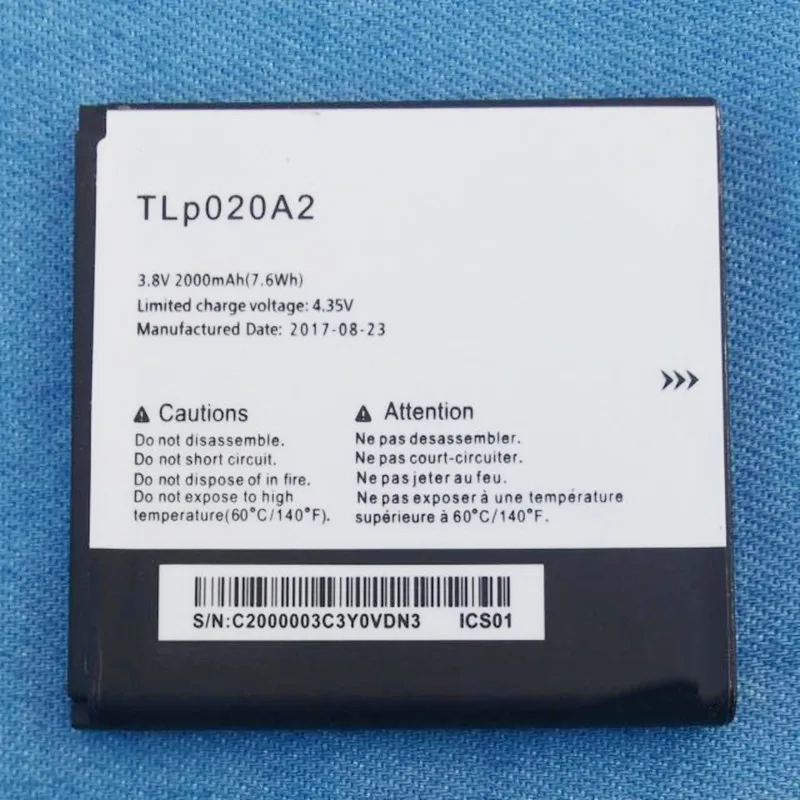 TLp020A2
3.8V 2000mAh(7.6Wh)
Limited charge voltage: 4.35V
Manufactured Date: 2017-08-23
Cautions
Do not disassemble.
Do not short circuit.
Do not dispose of in fire.
Do not expose to high
temperature(60°C/140°F).
Attention
Ne pas desassembler.
Ne pas court-circuiter.
Ne pas jeter au feu.
Ne pas exposer à une température
supérieure à 60°C/140°F.
S/N:C2000003C3Y0VDN3 ICS01